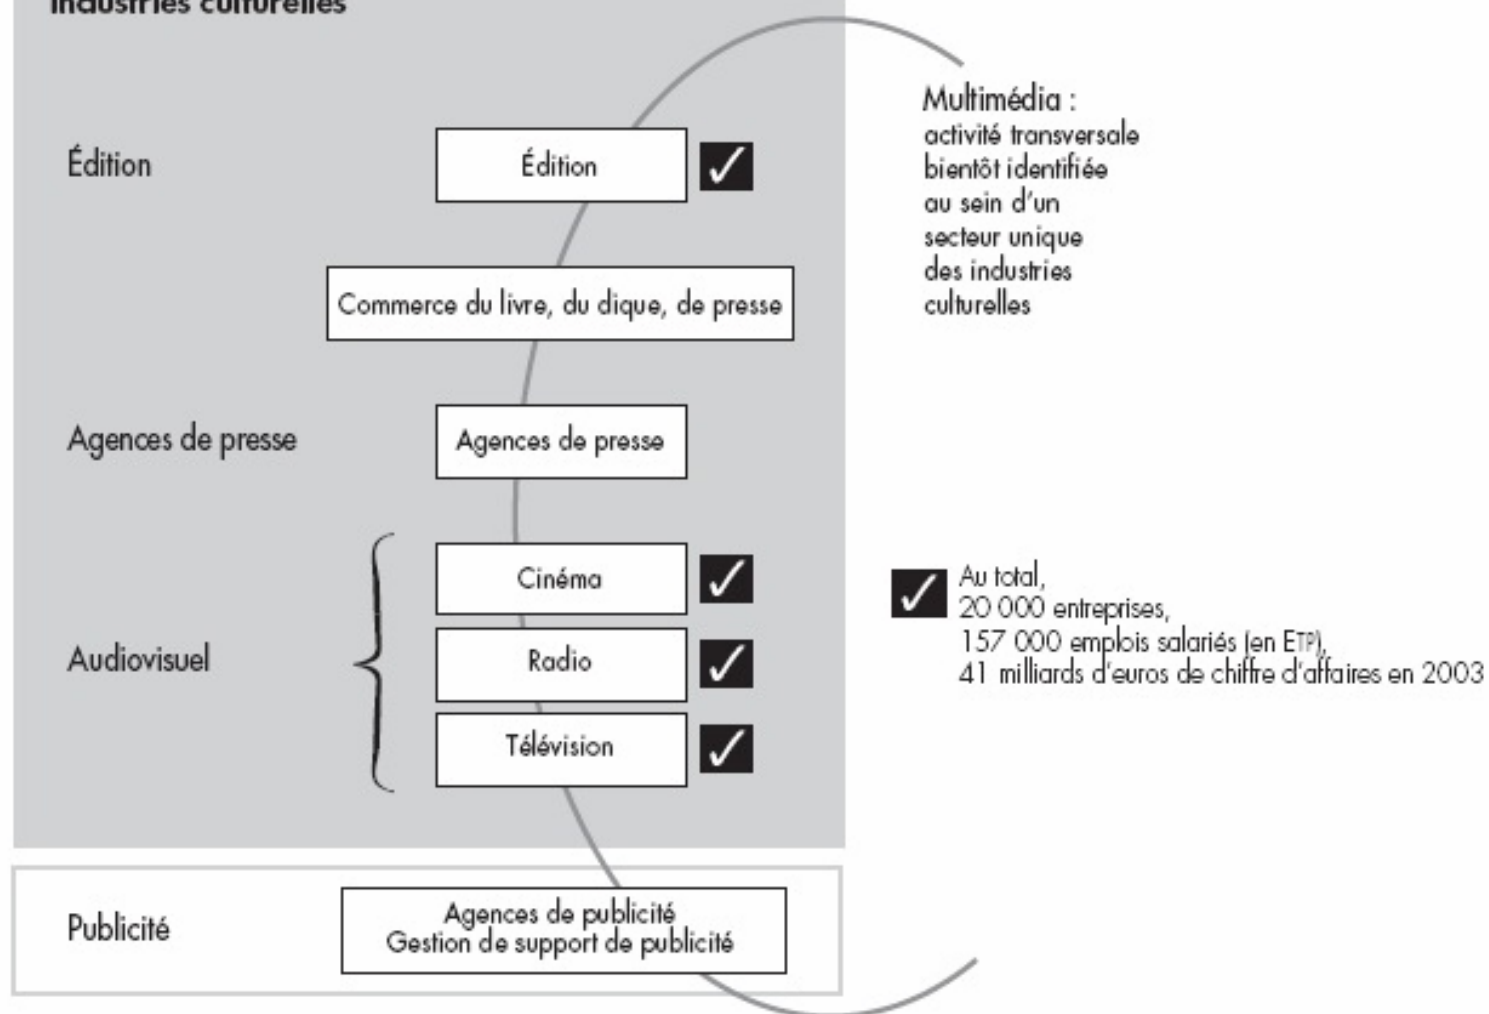 Industries culturelles
Multimédia :
activité transversale
bientôt identifiée
au sein d'un
secteur unique
des industries
culturelles
Édition
Édition
Commerce du livre, du dique, de presse
Agences de presse
Agences de presse
Audiovisuel
Cinéma
Radio
Télévision
Au total,
20 000 entreprises,
157 000 emplois salariés (en ETP),
41 milliards d'euros de chiffre d'affaires en 2003
Publicité
Agences de publicité
Gestion de support de publicité